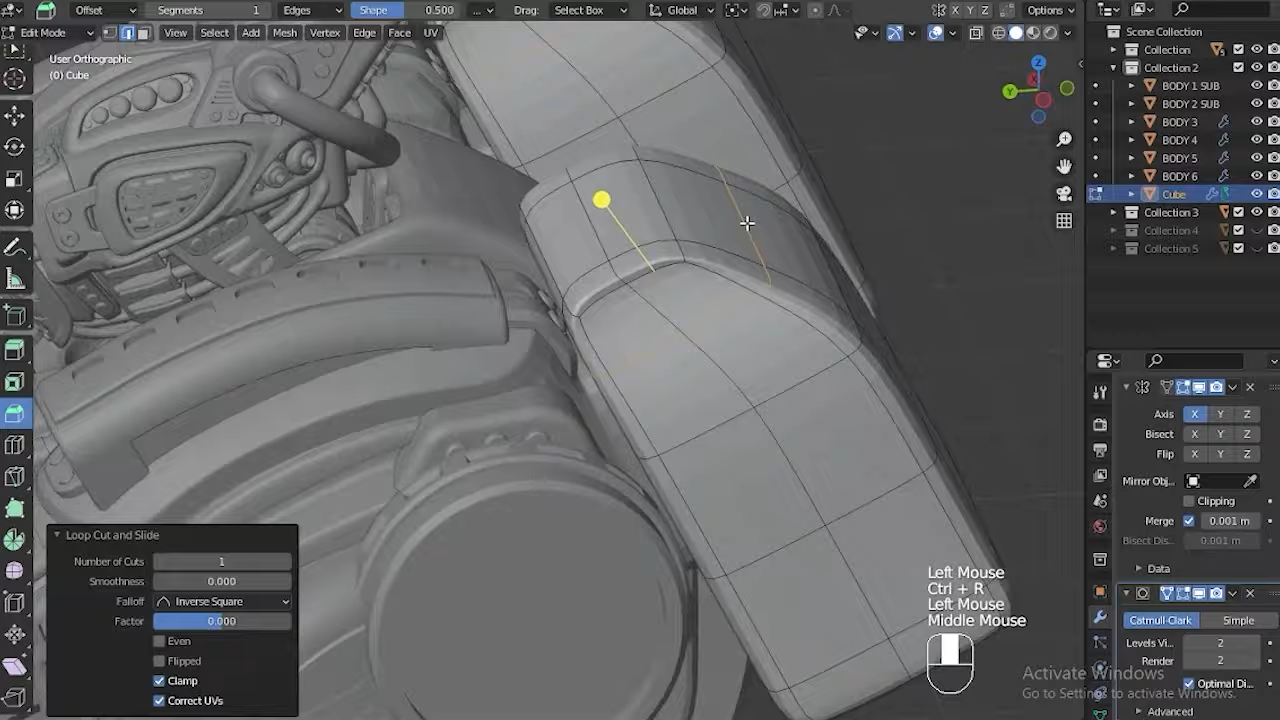 Offset Segments 1 Edges Shape 0.500 ... Drag: Select Box Global X Y Z Options
Edit Mode View Select Add Mesh Vertex Edge Face UV
User Orthographic
(0) Cube
Z
Y
X
Scene Collection
Collection 5
Collection 2
BODY 1 SUB
BODY 2 SUB
BODY 3
BODY 4
BODY 5
BODY 6
Cube
Collection 3
Collection 4
Collection 5
Axis X Y Z
Bisect X Y Z
Flip X Y Z
Mirror Obj...
Clipping
Merge 0.001 m
Bisect Dis... 0.001 m
Data
Catmull-Clark Simple
Levels Vi... 2
Render 2
Optimal Di...
Advanced
Loop Cut and Slide
Number of Cuts 1
Smoothness 0.000
Falloff Inverse Square
Factor 0.000
Even
Flipped
Clamp
Correct UVs
Left Mouse
Ctrl + R
Left Mouse
Middle Mouse
Activate Windows
Go to Settings to activate Windows.